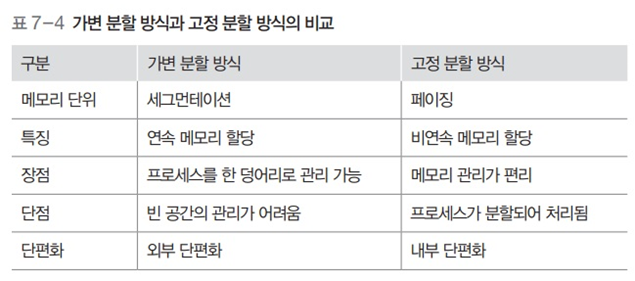 표 7-4 가변 분할 방식과 고정 분할 방식의 비교
구분 가변 분할 방식 고정 분할 방식
메모리 단위 세그먼테이션 페이징
특징 연속 메모리 할당 비연속 메모리 할당
장점 프로세스를 한 덩어리로 관리 가능 메모리 관리가 편리
단점 빈 공간의 관리가 어려움 프로세스가 분할되어 처리됨
단편화 외부 단편화 내부 단편화